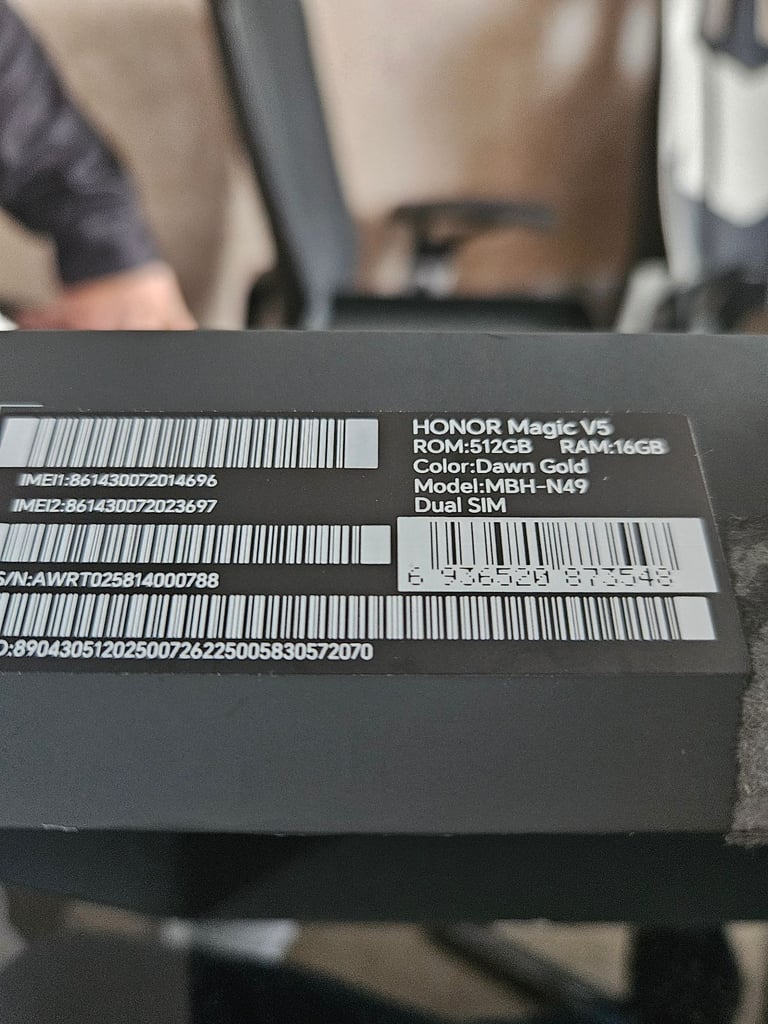 IMEI1:861430072014696
IMEI2:861430072023697
S/N:AWRT025814000788
D:89043051202500726225005830572070
HONOR Magic V5
ROM:512GB RAM:16GB
Color:Dawn Gold
Model:MBH-N49
Dual SIM
6 936520 873548